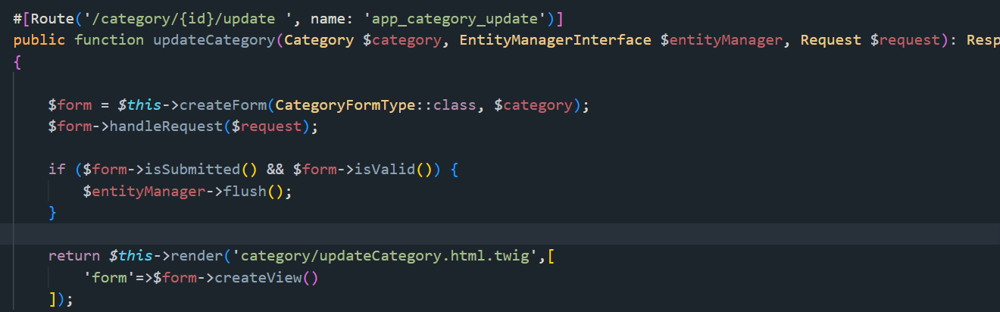 #[Route('/category/{id}/update ', name: 'app_category_update')]
public function updateCategory(Category $category, EntityManagerInterface $entityManager, Request $request): Resp
{
$form = $this->createForm(CategoryFormType::class, $category);
$form->handleRequest($request);
if ($form->isSubmitted() && $form->isValid()) {
$entityManager->flush();
}
return $this->render('category/updateCategory.html.twig',[
'form'=>$form->createView()
]);